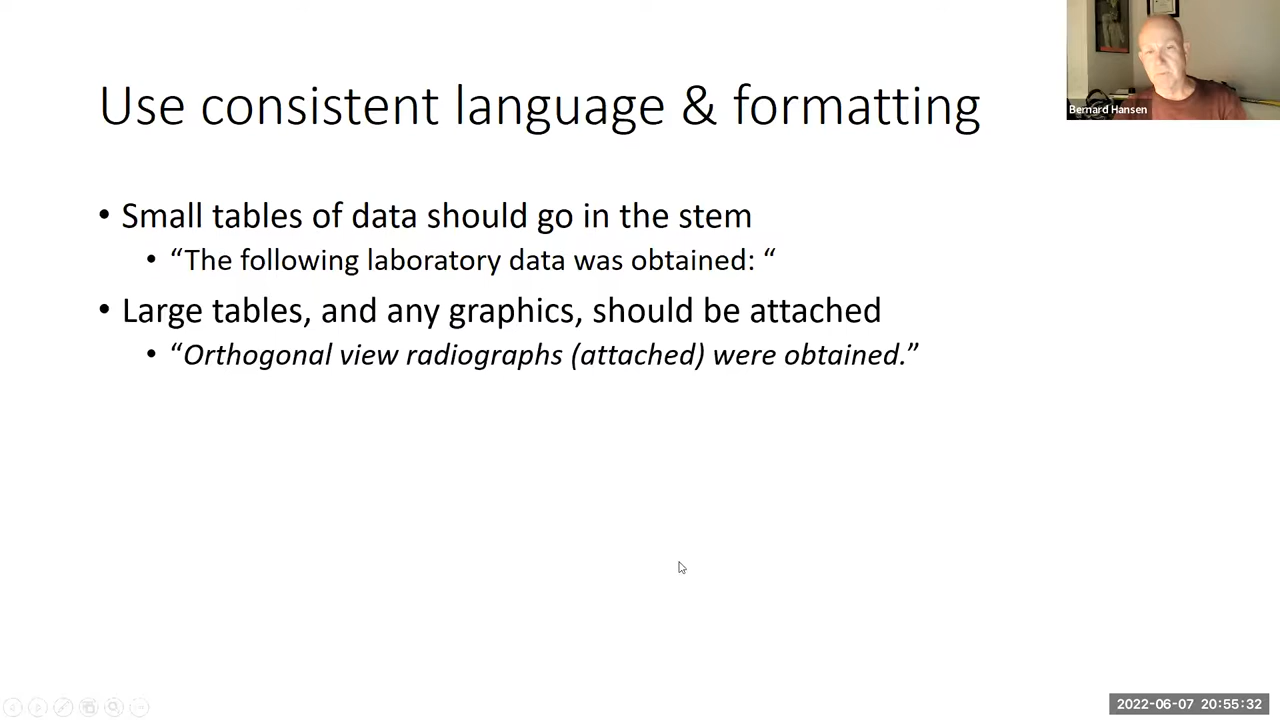 Use consistent language & formatting
• Small tables of data should go in the stem
• “The following laboratory data was obtained: “
• Large tables, and any graphics, should be attached
• “Orthogonal view radiographs (attached) were obtained.”
Bernard Hansen
2022-06-07 20:55:32